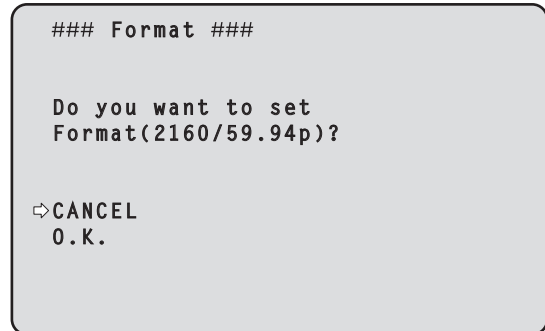 ### Format ###
Do you want to set
Format(2160/59.94p)?
⇨CANCEL
O.K.